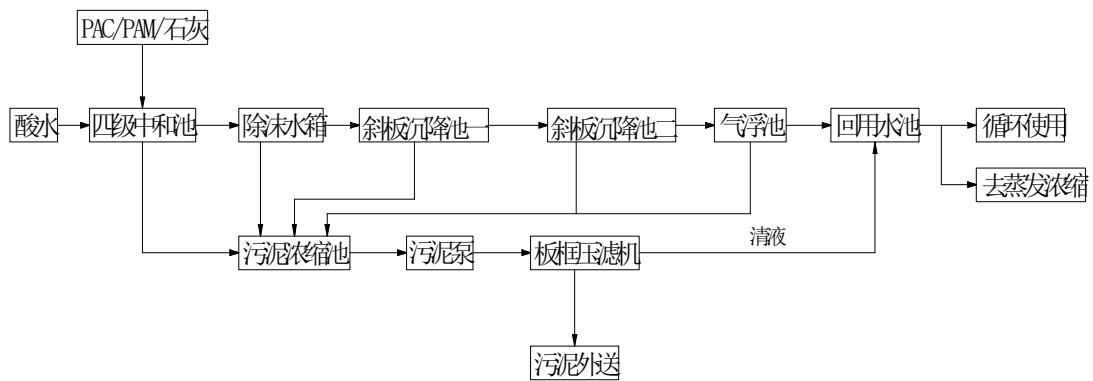 PAC/PAM/石灰
酸水
四级中和池
除沫水箱
斜板沉降池一
斜板沉降池二
气浮池
回用水池
循环使用
去蒸发浓缩
污泥浓缩池
污泥泵
板框压滤机
清液
污泥外送